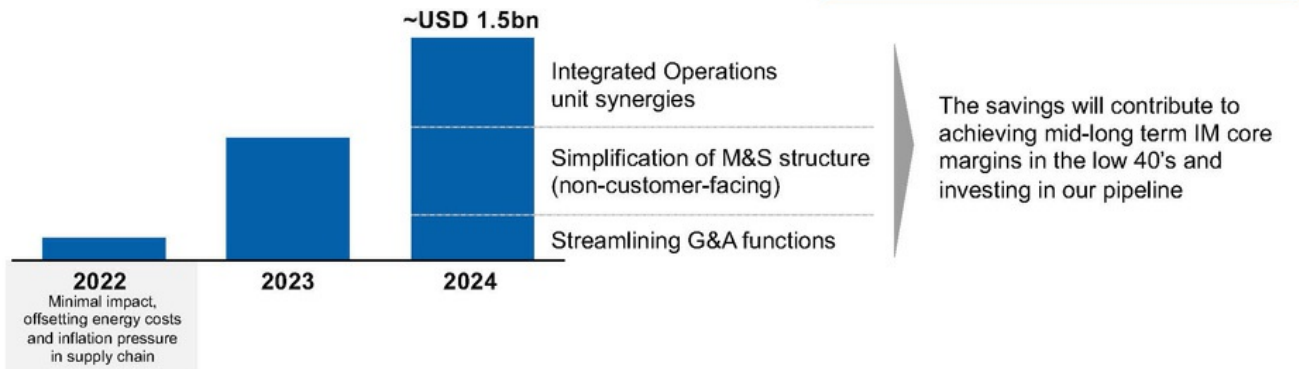 ~USD 1.5bn
Integrated Operations
unit synergies
Simplification of M&S structure
(non-customer-facing)
Streamlining G&A functions
The savings will contribute to
achieving mid-long term IM core
margins in the low 40's and
investing in our pipeline
2022
2023
2024
Minimal impact,
offsetting energy costs
and inflation pressure
in supply chain